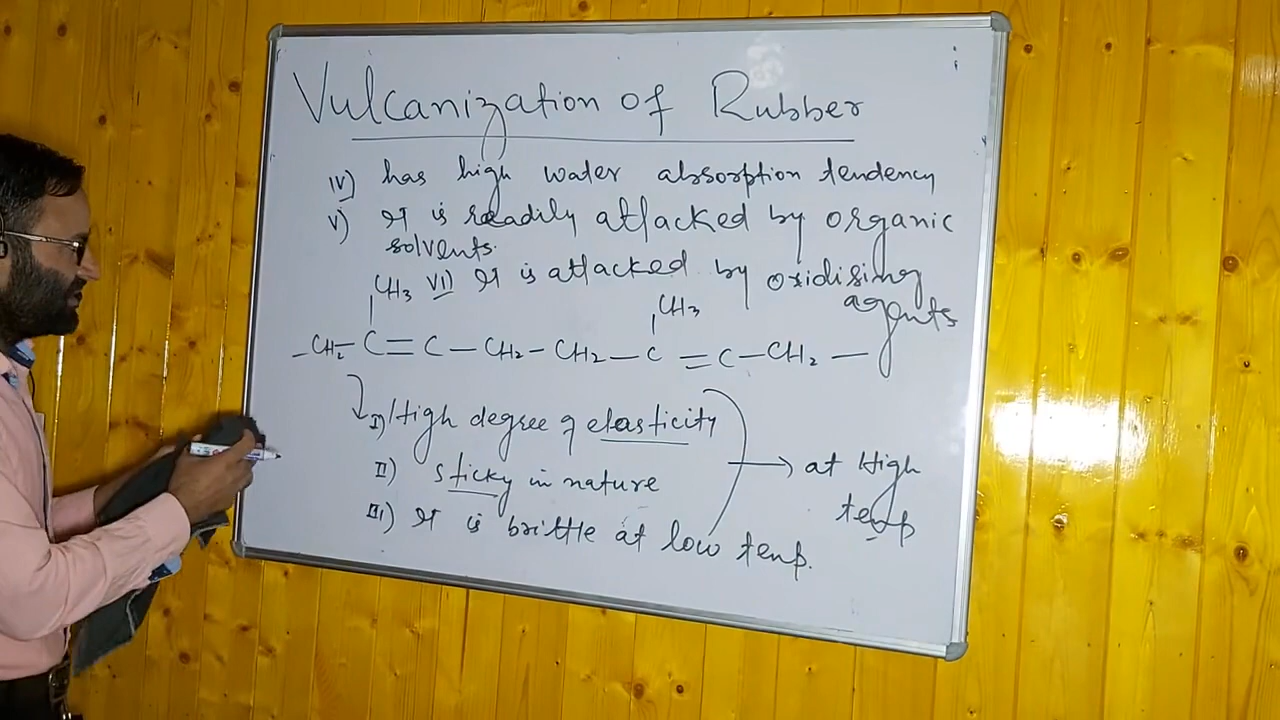 Vulcanization of Rubber
IV) has high water absorption tendency
V) It is readily attacked by organic
solvents.
CH3 VI) It is attacked by oxidising
agents
CH3
-CH2-C=C-CH2-CH2-C=C-CH2-
I) High degree of elasticity
II) sticky in nature
III) It is brittle at low temp.
at High
temp